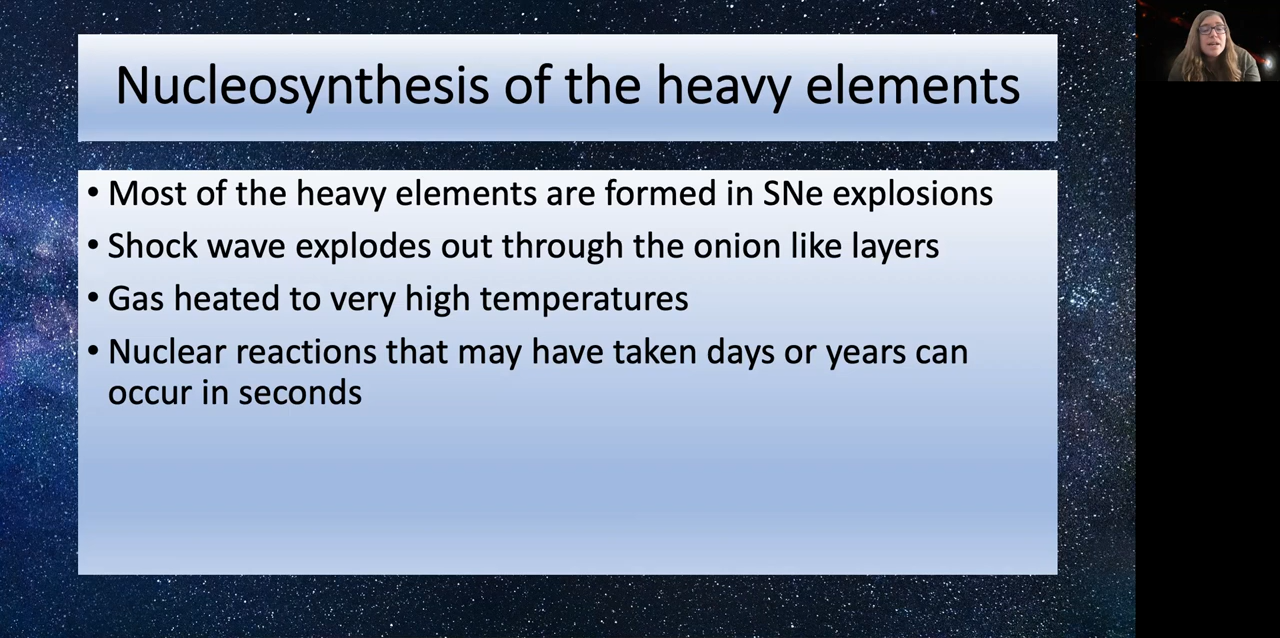 Nucleosynthesis of the heavy elements
• Most of the heavy elements are formed in SNe explosions
• Shock wave explodes out through the onion like layers
• Gas heated to very high temperatures
• Nuclear reactions that may have taken days or years can
occur in seconds